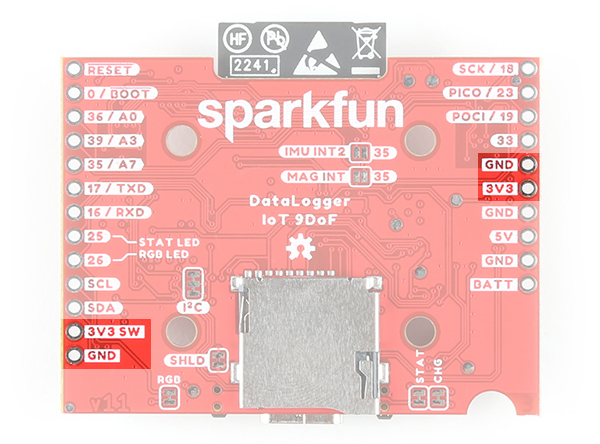 HF Pb
2241
RESET
0 / BOOT
36 / A0
39 / A3
35 / A7
17 / TXD
16 / RXD
25
26
STAT LED
RGB LED
SCL
SDA
3V3 SW
GND
sparkfun
IMU INT2 35
MAG INT 35
DataLogger
IoT 9DoF
I²C
SHLD
RGB
STAT
CHG
v11
SCK / 18
PICO / 23
POCI / 19
33
GND
3V3
GND
5V
GND
BATT